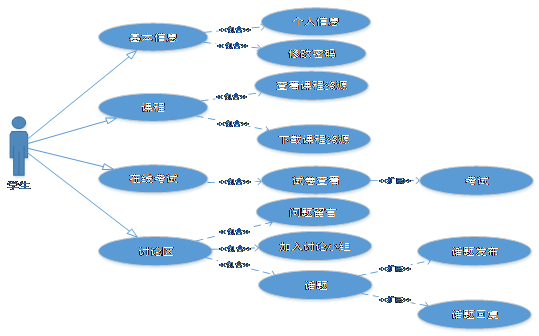 基本信息
<<包含>>
个人信息
<<包含>>
修改密码
课程
<<包含>>
查看课程资源
<<包含>>
下载课程资源
学生
在线考试
<<包含>>
试卷查看
<<扩展>>
考试
讨论区
<<包含>>
问题留言
<<包含>>
加入讨论小组
<<包含>>
话题
<<扩展>>
话题发布
<<扩展>>
话题回复